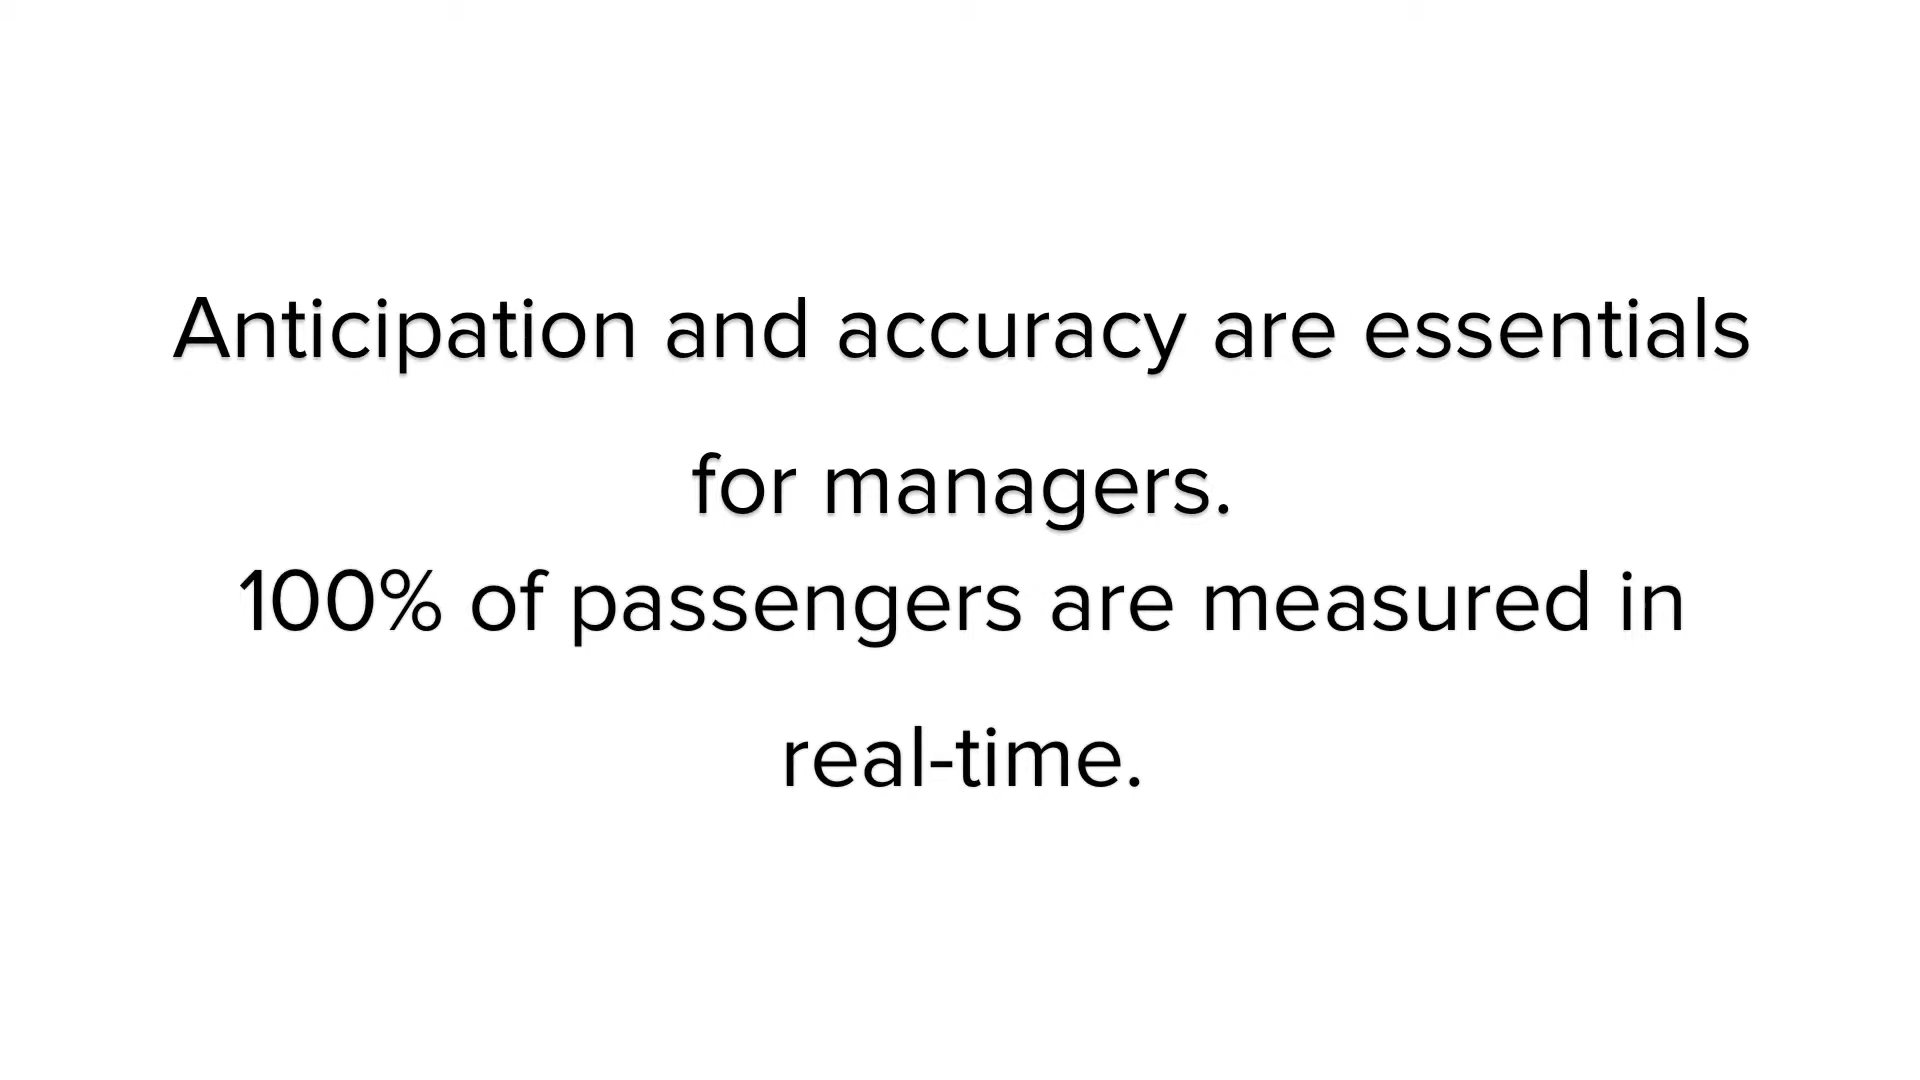 Anticipation and accuracy are essentials
for managers.
100% of passengers are measured in
real-time.